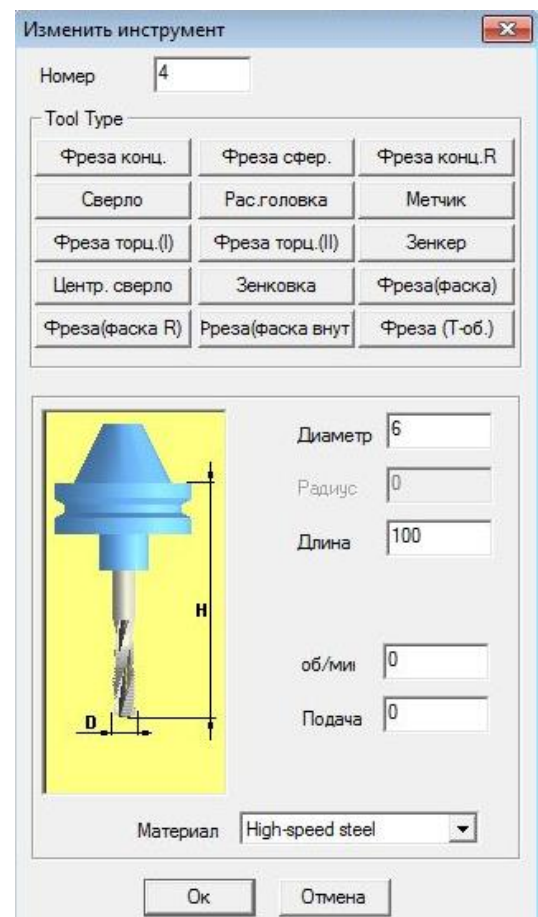 Изменить инструмент
Номер 4
Tool Type
Фреза конц. Фреза сфер. Фреза конц.R
Сверло Рас.головка Метчик
Фреза торц.(I) Фреза торц.(II) Зенкер
Центр. сверло Зенковка Фреза(фаска)
Фреза(фаска R) Фреза(фаска внут Фреза (Т-об.)
Диаметр 6
Радиус 0
Длина 100
H
об/ми
Подача 0
D
0
Материал High-speed steel
Ок Отмена